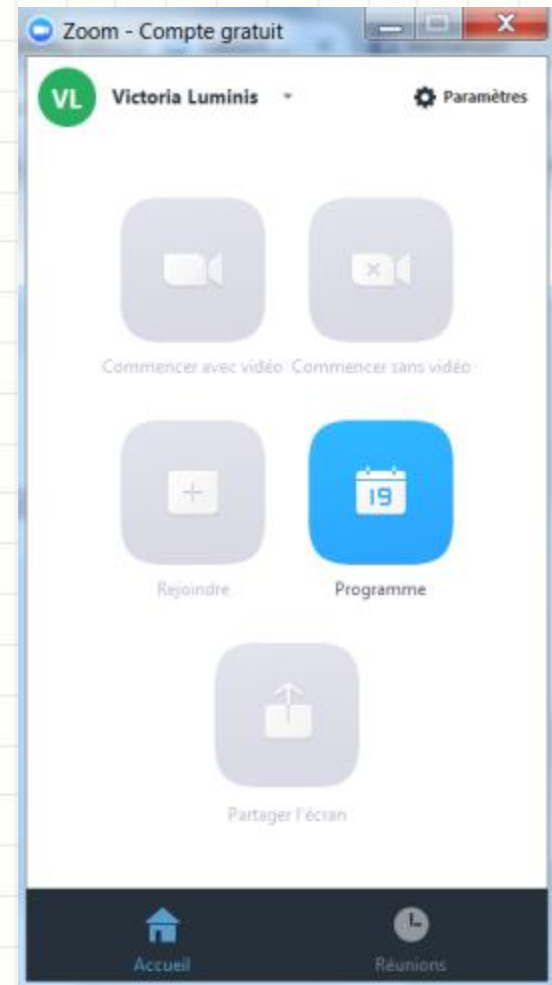 Zoom - Compte gratuit
VL Victoria Luminis Paramètres
Commencer avec vidéo Commencer sans vidéo
19
Rejoindre Programme
Partager l'écran
Accueil Réunions